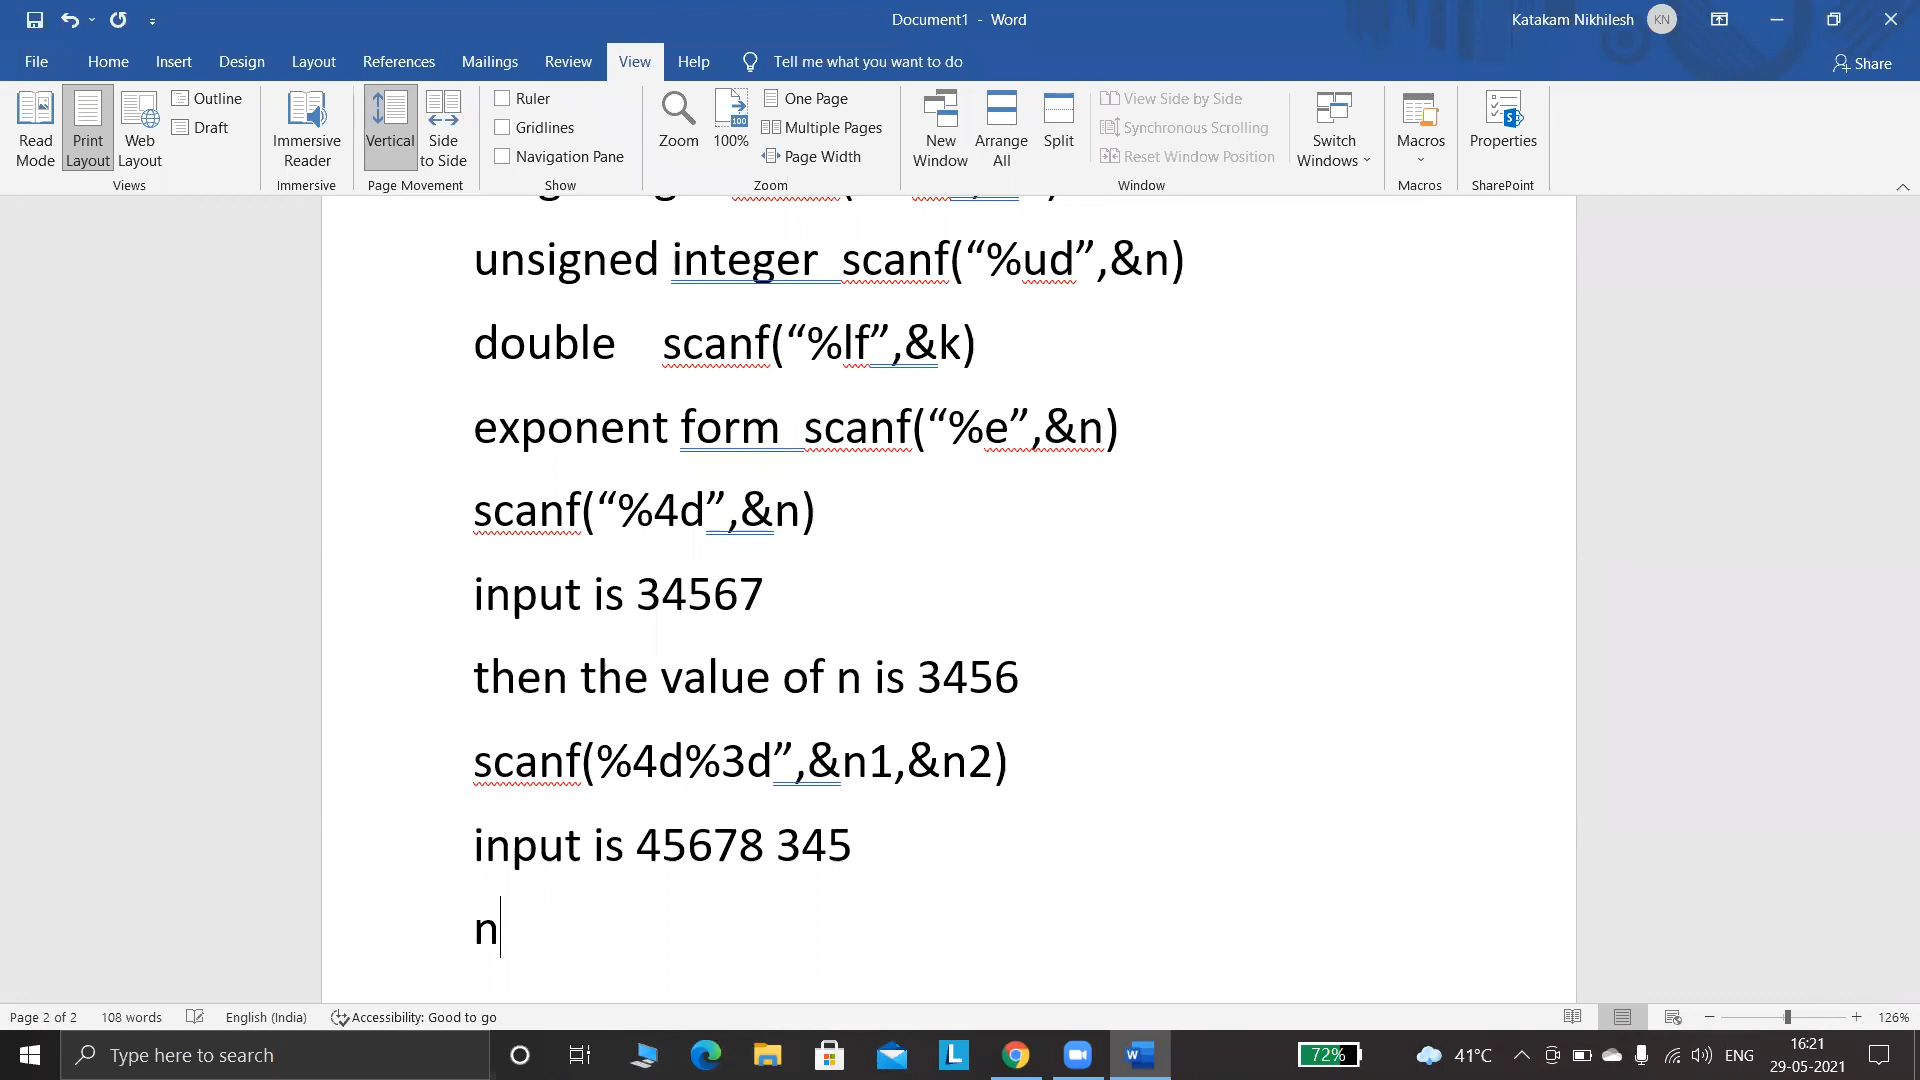 Document1 - Word
Katakam Nikhilesh KN
File Home Insert Design Layout References Mailings Review View Help Tell me what you want to do Share
Read Mode
Print Layout
Web Layout
Outline
Draft
Views
Immersive Reader
Immersive
Vertical
Side to Side
Page Movement
Ruler
Gridlines
Navigation Pane
Show
Zoom
100
100%
One Page
Multiple Pages
Page Width
Zoom
New Window
Arrange All
Split
View Side by Side
Synchronous Scrolling
Reset Window Position
Switch Windows
Window
Macros
Macros
S
Properties
SharePoint
unsigned integer scanf(“%ud”,&n)
double scanf(“%lf”,&k)
exponent form scanf(“%e”,&n)
scanf(“%4d”,&n)
input is 34567
then the value of n is 3456
scanf(%4d%3d”,&n1,&n2)
input is 45678 345
n
Page 2 of 2 108 words English (India) Accessibility: Good to go 126%
Type here to search L W 72% 41°C ENG 16:21
29-05-2021